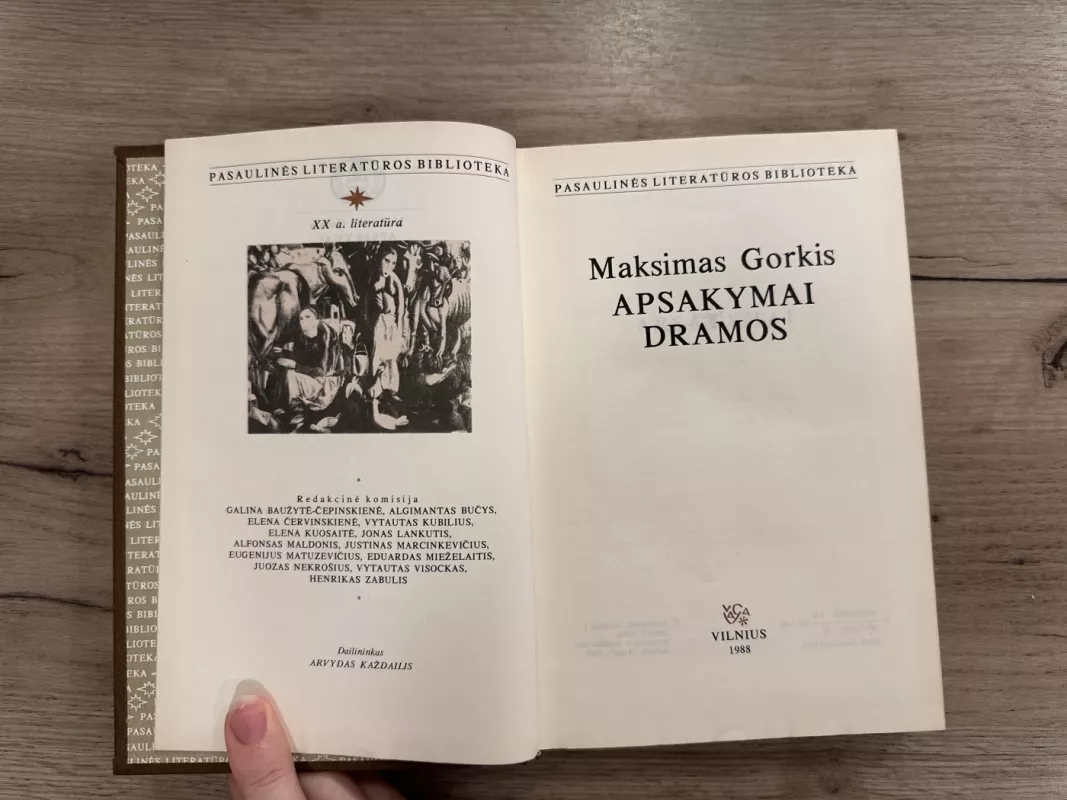 PASAULINĖS LITERATŪROS BIBLIOTEKA
XX a. literatūra
Redakcinė komisija
GALINA BAUŽYTĖ-ČEPINSKIENĖ, ALGIMANTAS BUČYS,
ELENA ČERVINSKIENĖ, VYTAUTAS KUBILIUS,
ELENA KUOSAITĖ, JONAS LANKUTIS,
ALFONSAS MALDONIS, JUSTINAS MARCINKEVIČIUS,
EUGENIJUS MATUZEVIČIUS, EDUARDAS MIEŽELAITIS,
JUOZAS NEKROŠIUS, VYTAUTAS VISOCKAS,
HENRIKAS ZABULIS
Dailininkas
ARVYDAS KAŽDAILIS
PASAULINĖS LITERATŪROS BIBLIOTEKA
Maksimas Gorkis
APSAKYMAI
DRAMOS
VILNIUS
1988